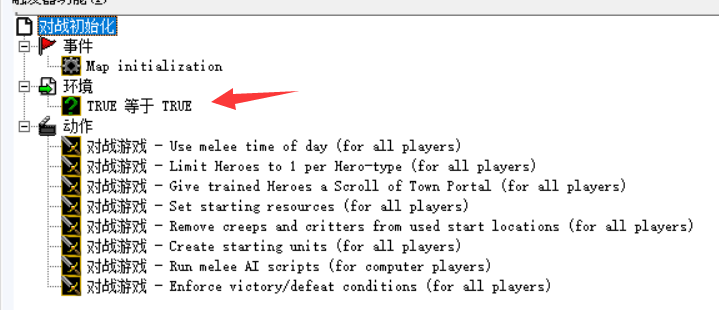 对战初始化
事件
Map initialization
环境
TRUE 等于 TRUE
动作
对战游戏 - Use melee time of day (for all players)
对战游戏 - Limit Heroes to 1 per Hero-type (for all players)
对战游戏 - Give trained Heroes a Scroll of Town Portal (for all players)
对战游戏 - Set starting resources (for all players)
对战游戏 - Remove creeps and critters from used start locations (for all players)
对战游戏 - Create starting units (for all players)
对战游戏 - Run melee AI scripts (for computer players)
对战游戏 - Enforce victory/defeat conditions (for all players)